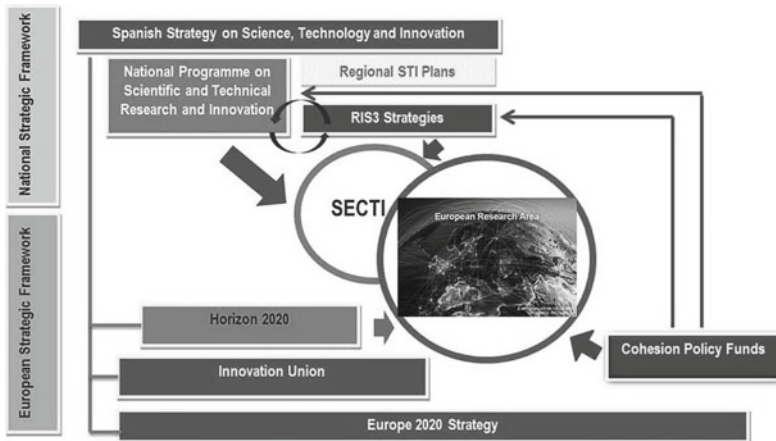 National Strategic Framework
Spanish Strategy on Science, Technology and Innovation
National Programme on
Scientific and Technical
Research and Innovation
Regional STI Plans
RIS3 Strategies
SECTI
European Research Area
European Strategic Framework
Horizon 2020
Cohesion Policy Funds
Innovation Union
Europe 2020 Strategy